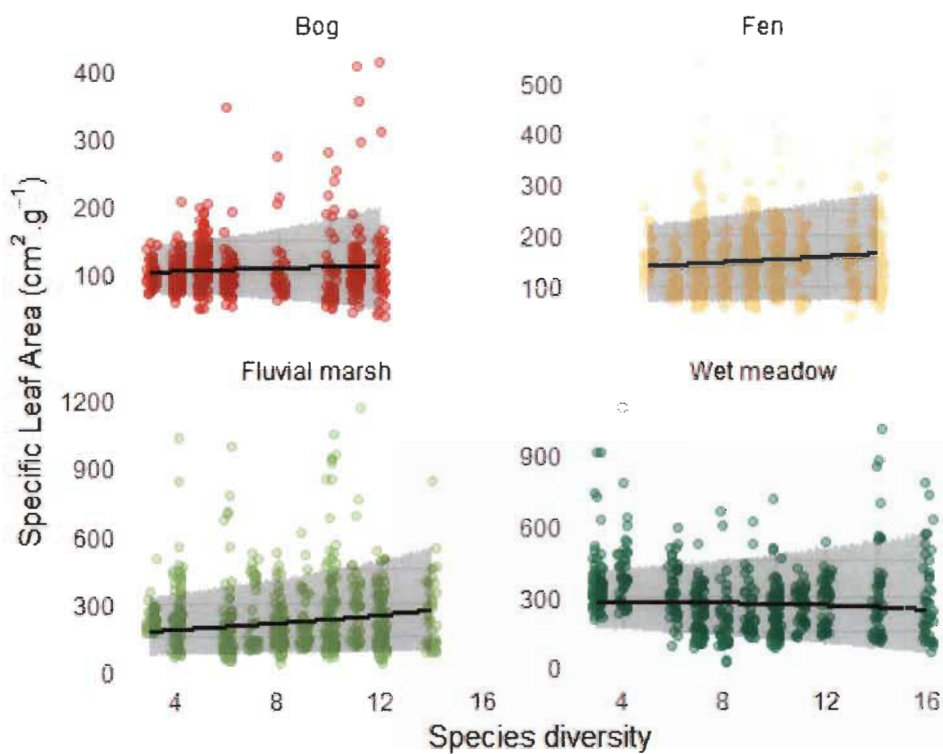 Bog
Fen
400
300
200
100
500
400
300
200
100
Specific Leaf Area (cm² .g⁻¹)
Fluvial marsh
Wet meadow
1200
900
600
300
0
900
600
300
0
4 8 12 16
4 8 12 16
Species diversity